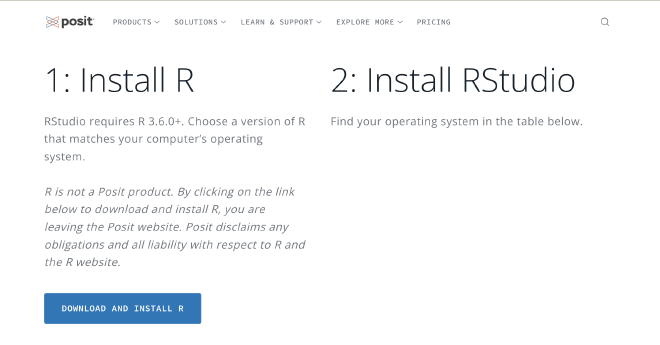 posit
PRODUCTS SOLUTIONS LEARN & SUPPORT EXPLORE MORE PRICING
1: Install R
RStudio requires R 3.6.0+. Choose a version of R
that matches your computer's operating
system.
R is not a Posit product. By clicking on the link
below to download and install R, you are
leaving the Posit website. Posit disclaims any
obligations and all liability with respect to R and
the R website.
DOWNLOAD AND INSTALL R
2: Install RStudio
Find your operating system in the table below.